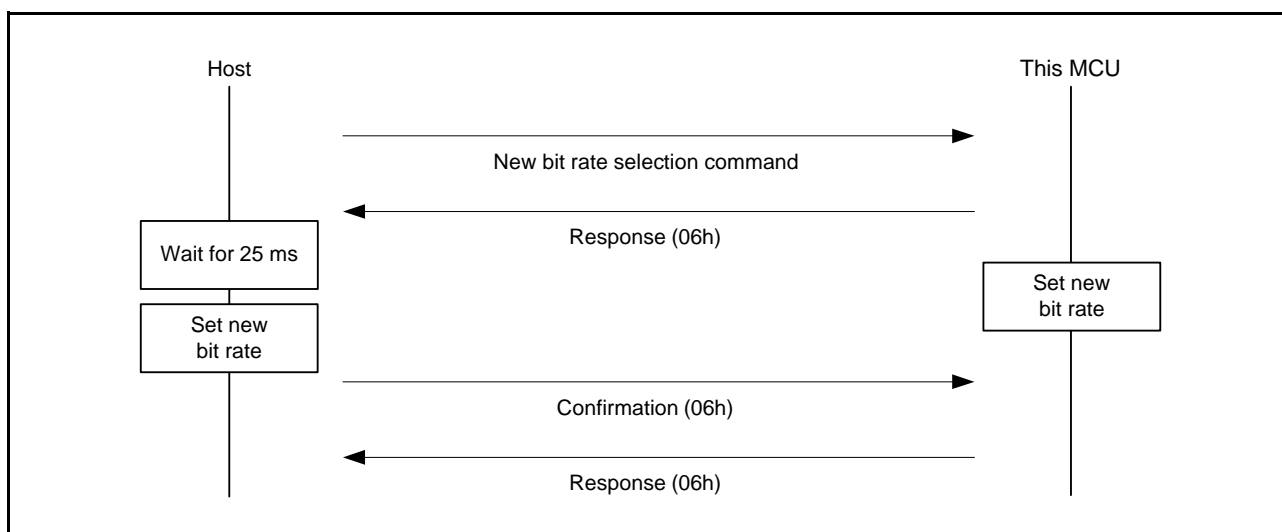 Host
This MCU
New bit rate selection command
Response (06h)
Wait for 25 ms
Set new
bit rate
Set new
bit rate
Confirmation (06h)
Response (06h)